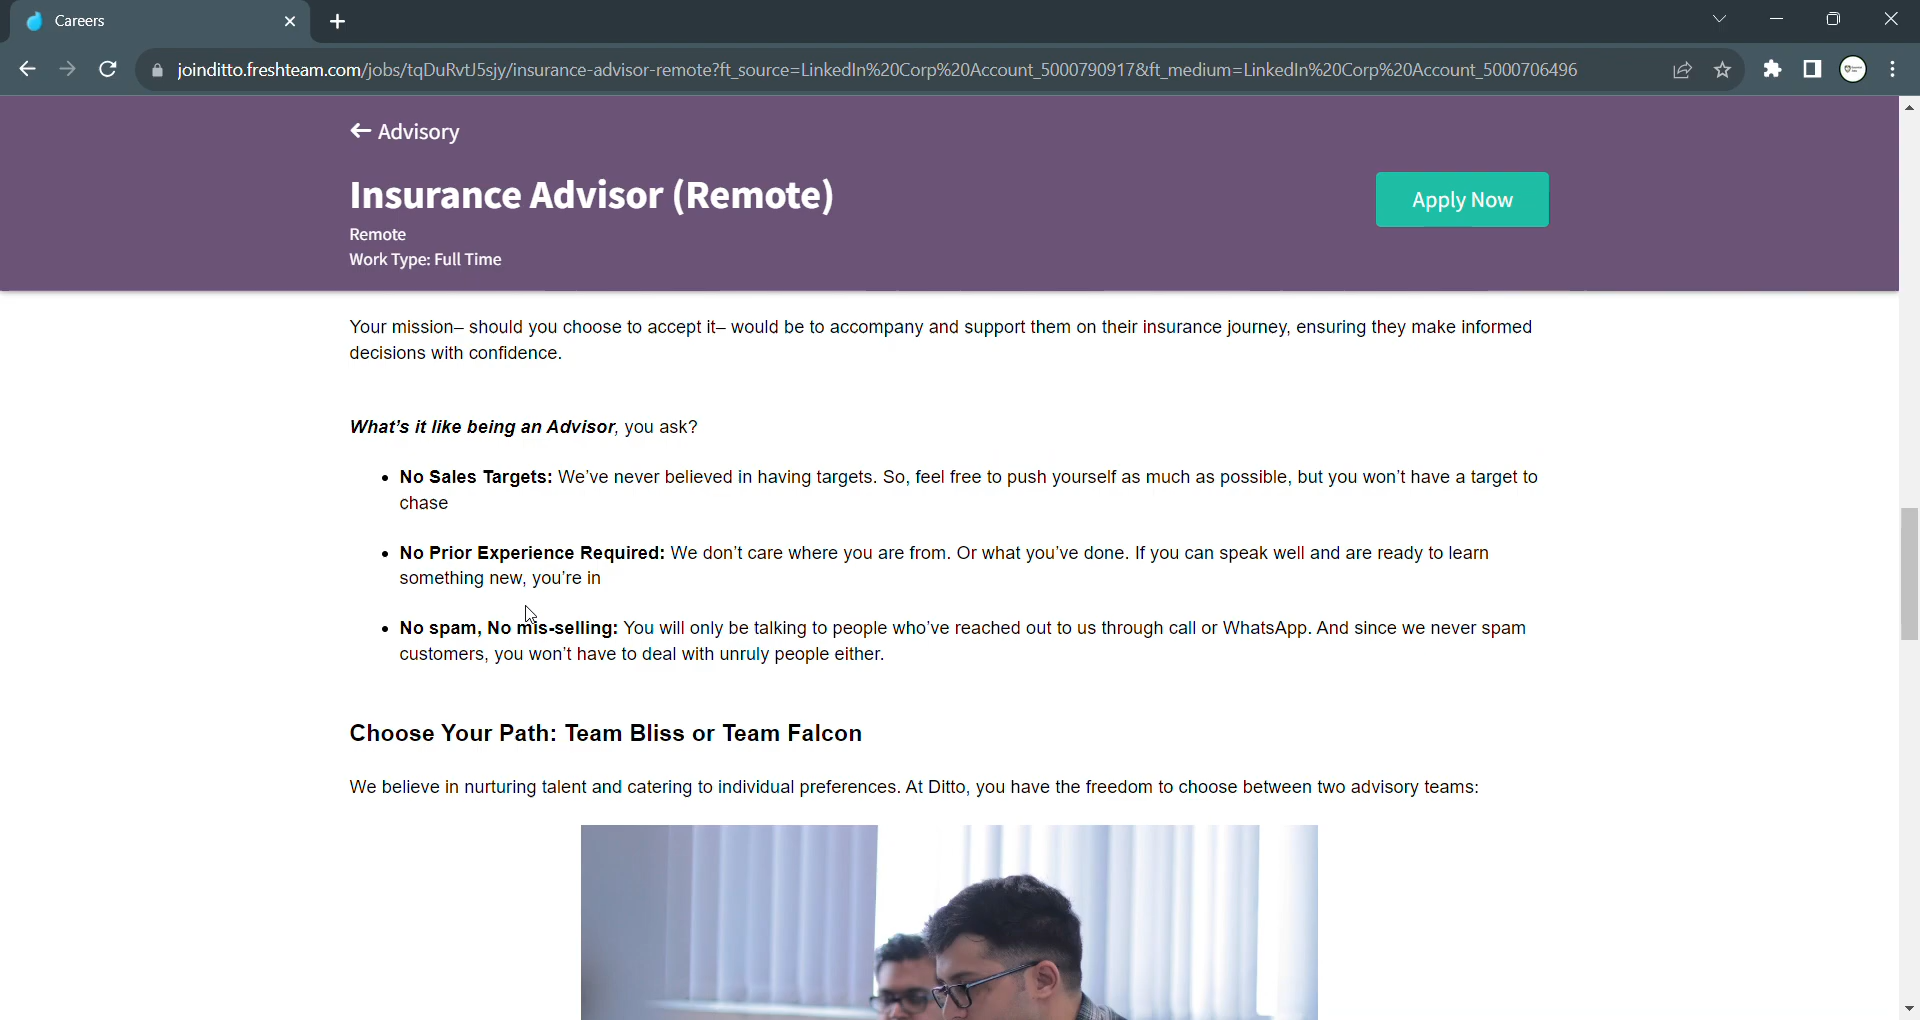 Careers
joinditto.freshteam.com/jobs/tqDuRvtJ5sjy/insurance-advisor-remote?ft_source=LinkedIn%20Corp%20Account_5000790917&ft_medium=LinkedIn%20Corp%20Account_5000706496
← Advisory
Insurance Advisor (Remote)
Apply Now
Remote
Work Type: Full Time
Your mission– should you choose to accept it– would be to accompany and support them on their insurance journey, ensuring they make informed
decisions with confidence.
What's it like being an Advisor, you ask?
• No Sales Targets: We've never believed in having targets. So, feel free to push yourself as much as possible, but you won't have a target to
chase
• No Prior Experience Required: We don't care where you are from. Or what you've done. If you can speak well and are ready to learn
something new, you're in
• No spam, No mis-selling: You will only be talking to people who've reached out to us through call or WhatsApp. And since we never spam
customers, you won't have to deal with unruly people either.
Choose Your Path: Team Bliss or Team Falcon
We believe in nurturing talent and catering to individual preferences. At Ditto, you have the freedom to choose between two advisory teams: